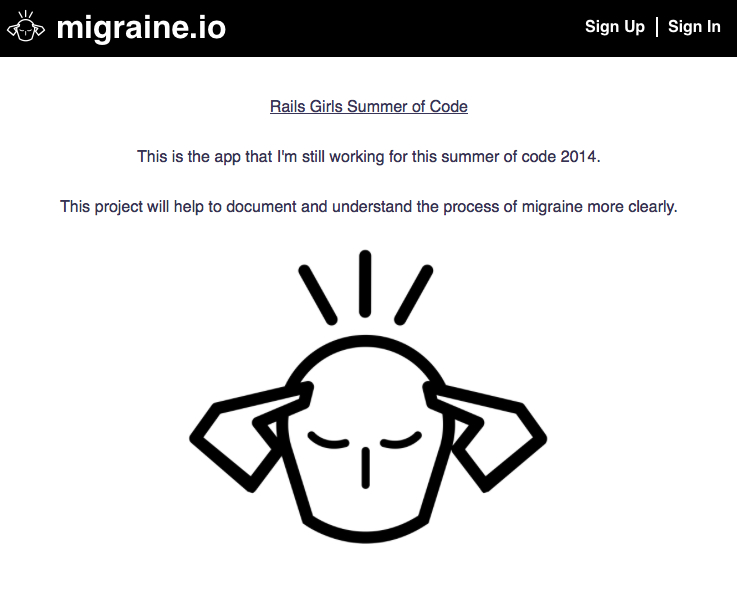 migraine.io
Sign Up | Sign In
Rails Girls Summer of Code
This is the app that I'm still working for this summer of code 2014.
This project will help to document and understand the process of migraine more clearly.